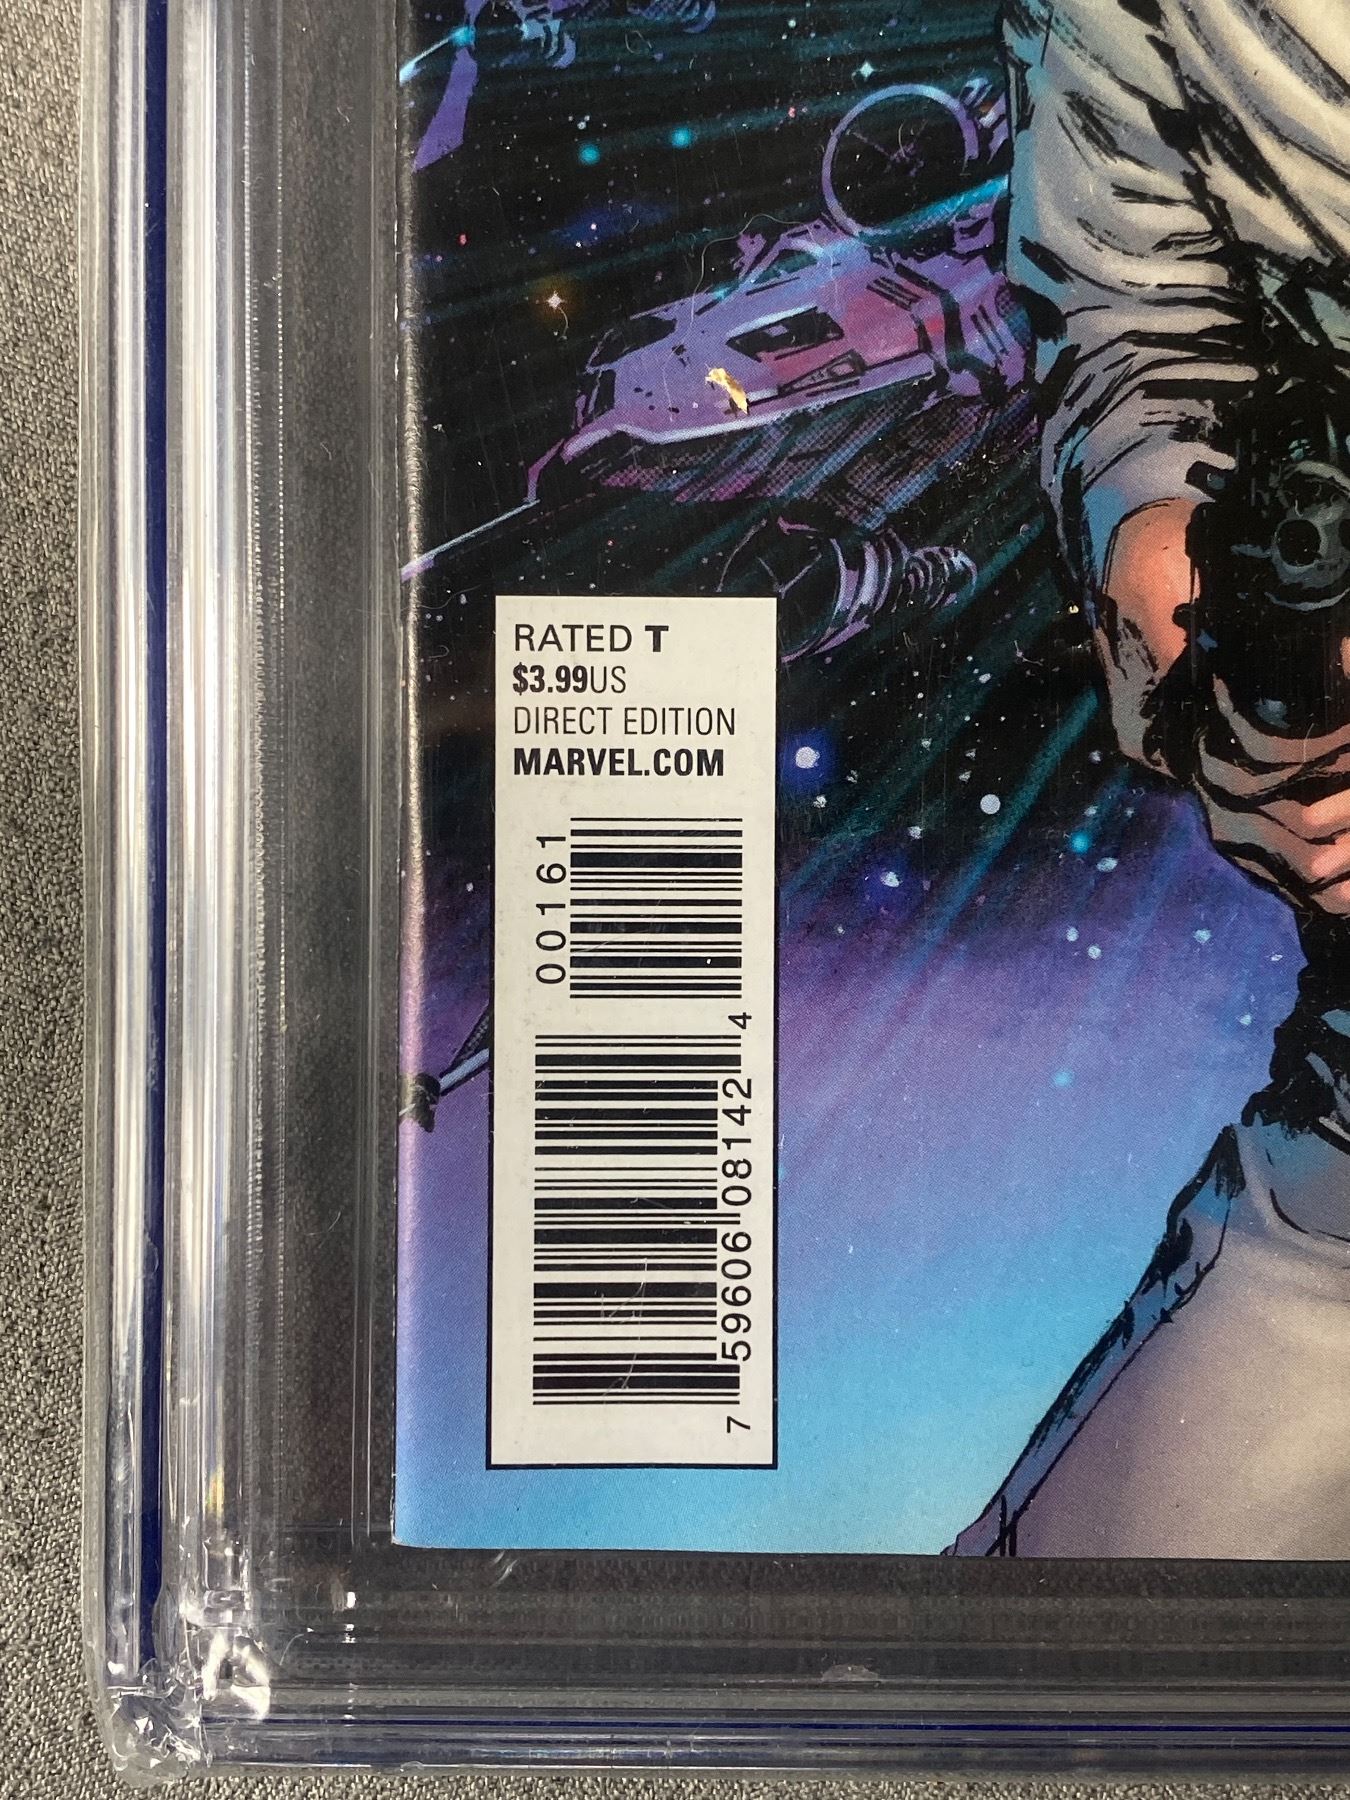 RATED T
$3.99US
DIRECT EDITION
MARVEL.COM
00161
7 59606 08142 4